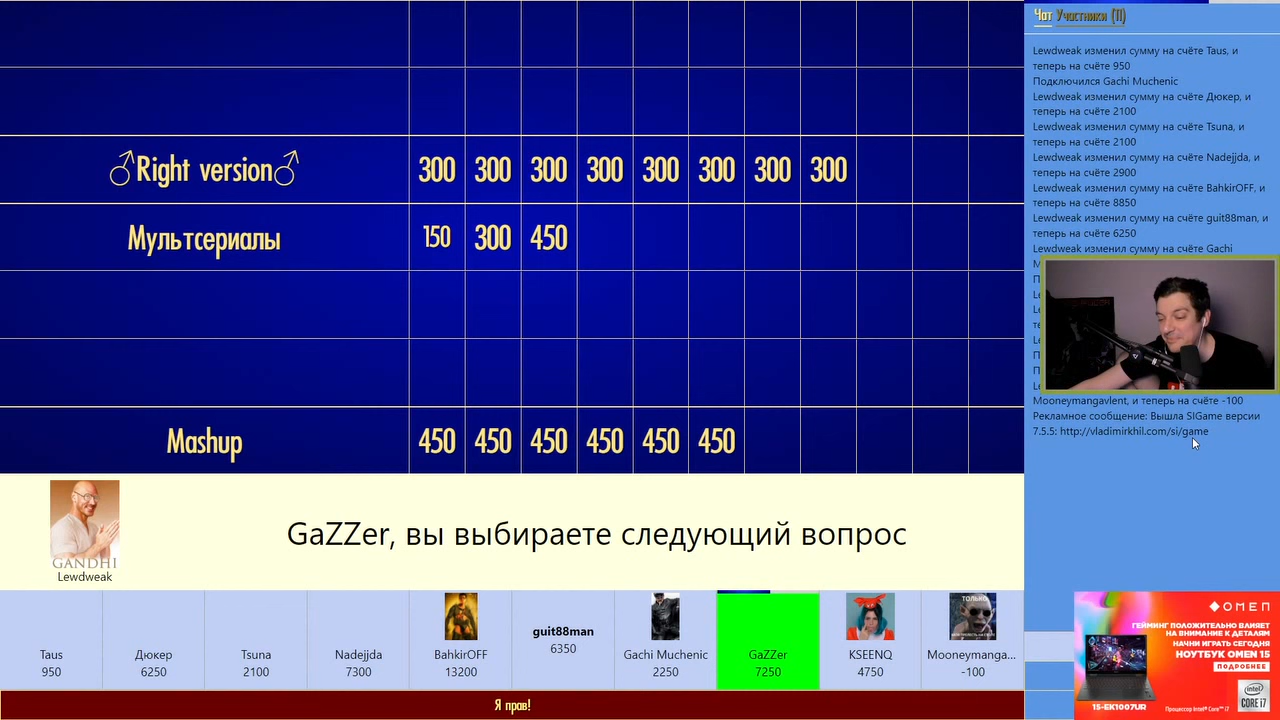 Чат Участники (11)
Lewdweak изменил сумму на счёте Taus, и
теперь на счёте 950
Подключился Gachi Muchenic
Lewdweak изменил сумму на счёте Дюкер, и
теперь на счёте 2100
Lewdweak изменил сумму на счёте Tsuna, и
теперь на счёте 2100
Lewdweak изменил сумму на счёте Nadejjda, и
теперь на счёте 2900
Lewdweak изменил сумму на счёте BahkirOFF, и
теперь на счёте 8850
Lewdweak изменил сумму на счёте guit88man, и
теперь на счёте 6250
Lewdweak изменил сумму на счёте Gachi
Mooneymangavlent, и теперь на счёте -100
Рекламное сообщение: Вышла SIGame версии
7.5.5: http://vladimirkhil.com/si/game
♂Right version♂ 300 300 300 300 300 300 300 300
Мультсериалы 150 300 450
Mashup 450 450 450 450 450 450
GANDHI
Lewdweak
GaZZer, вы выбираете следующий вопрос
ТОЛЬКО
Taus
950
Дюкер
6250
Tsuna
2100
Nadejjda
7300
BahkirOFF
13200
guit88man
6350
Gachi Muchenic
2250
GaZZer
7250
KSEENQ
4750
Mooneymanga...
-100
Я прав!
ОМЕП
ГЕЙМИНГ ПОЛОЖИТЕЛЬНО ВЛИЯЕТ
НА ВНИМАНИЕ К ДЕТАЛЯМ
НАЧНИ ИГРАТЬ СЕГОДНЯ
НОУТБУК OMEN 15
ПОДРОБНЕЕ
15-EK1007UR
Процессор Intel® Core™ i7
intel
CORE i7